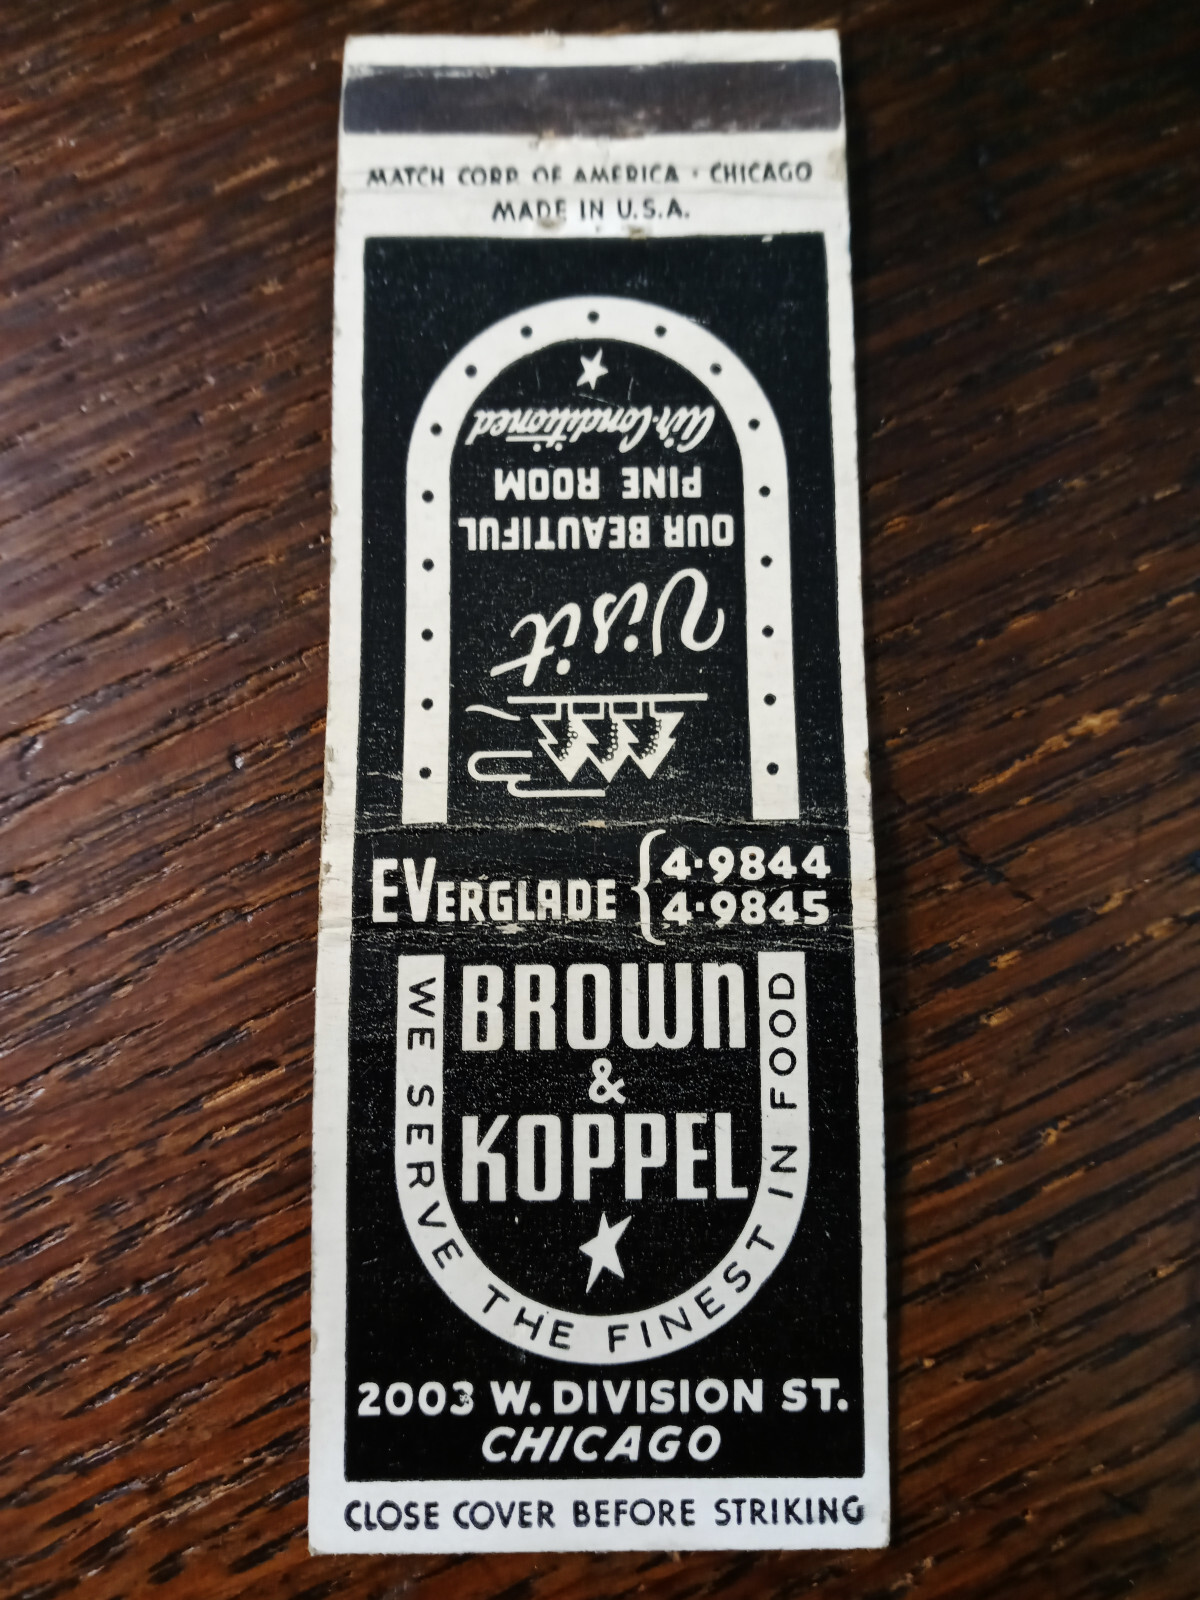 MATCH CORP. OF AMERICA • CHICAGO
MADE IN U.S.A.
Visit
OUR BEAUTIFUL
PINE ROOM
Air-Conditioned
EVERGLADE { 4-9844
4-9845
BROWN
&
KOPPEL
WE SERVE THE FINEST IN FOOD
2003 W. DIVISION ST.
CHICAGO
CLOSE COVER BEFORE STRIKING